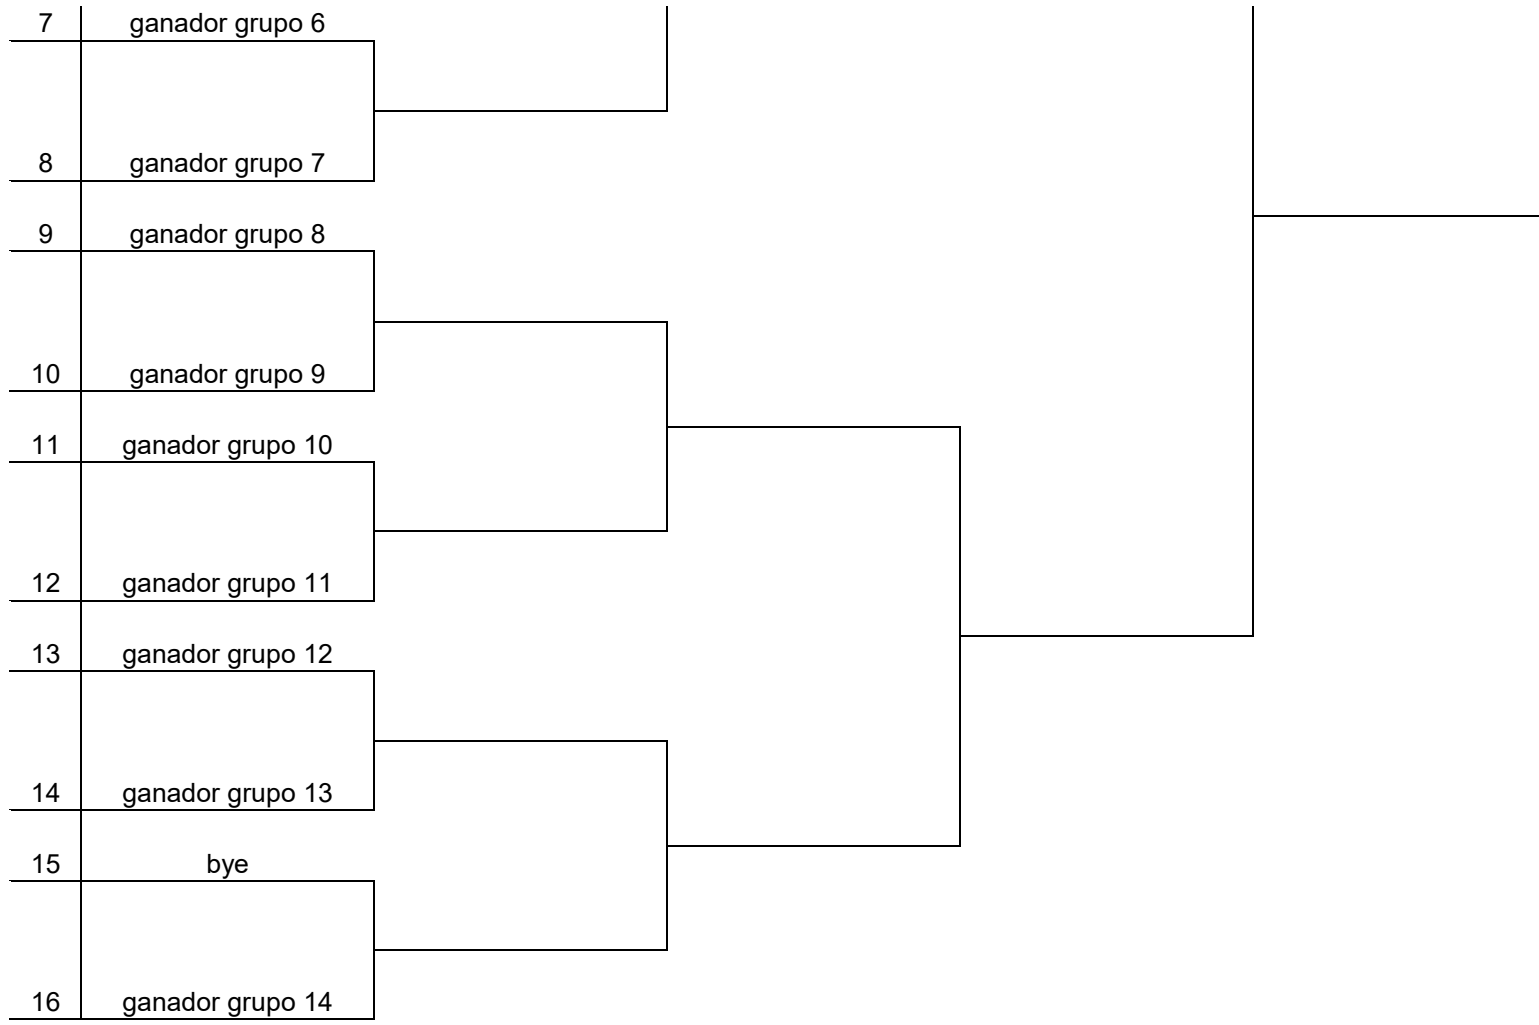 7 ganador grupo 6
8 ganador grupo 7
9 ganador grupo 8
10 ganador grupo 9
11 ganador grupo 10
12 ganador grupo 11
13 ganador grupo 12
14 ganador grupo 13
15 bye
16 ganador grupo 14